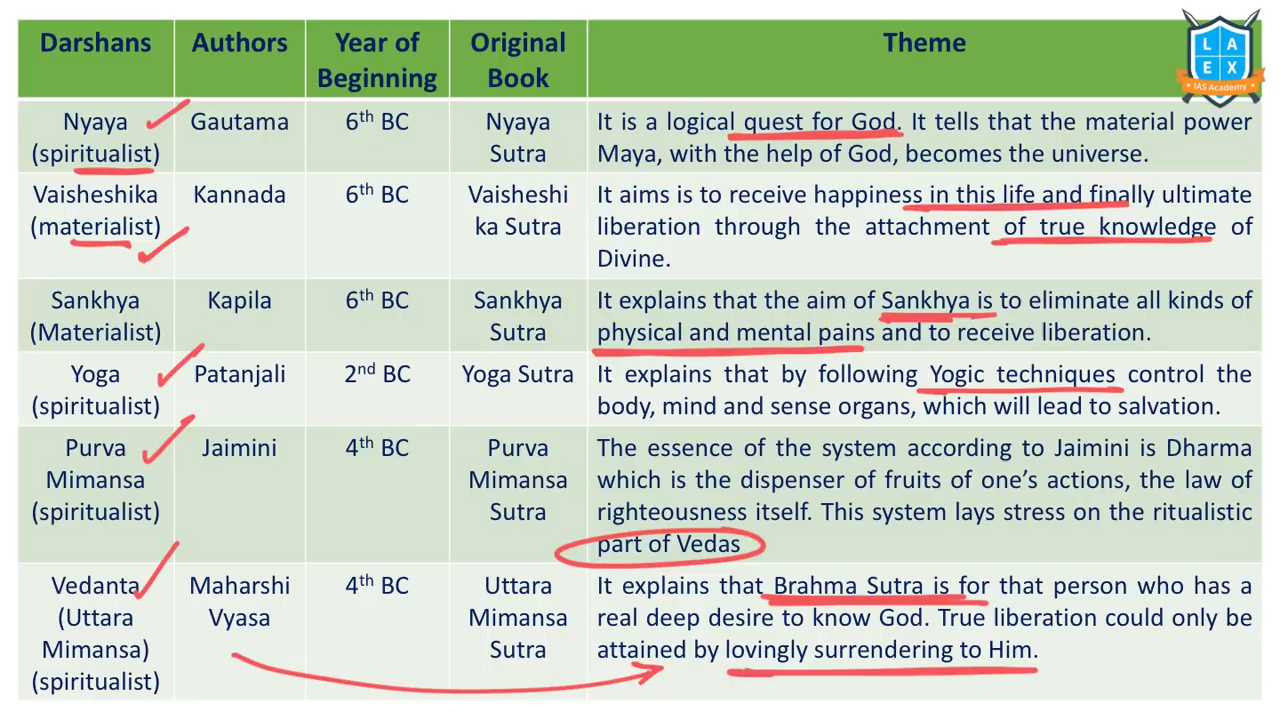 Darshans Authors Year of Beginning Original Book Theme
L A
E X
IAS Academy
Nyaya (spiritualist) Gautama 6th BC Nyaya Sutra It is a logical quest for God. It tells that the material power
Maya, with the help of God, becomes the universe.
Vaisheshika (materialist) Kannada 6th BC Vaisheshi ka Sutra It aims is to receive happiness in this life and finally ultimate
liberation through the attachment of true knowledge of
Divine.
Sankhya (Materialist) Kapila 6th BC Sankhya Sutra It explains that the aim of Sankhya is to eliminate all kinds of
physical and mental pains and to receive liberation.
Yoga (spiritualist) Patanjali 2nd BC Yoga Sutra It explains that by following Yogic techniques control the
body, mind and sense organs, which will lead to salvation.
Purva Mimansa (spiritualist) Jaimini 4th BC Purva Mimansa Sutra The essence of the system according to Jaimini is Dharma
which is the dispenser of fruits of one's actions, the law of
righteousness itself. This system lays stress on the ritualistic
part of Vedas
Vedanta (Uttara Mimansa) (spiritualist) Maharshi Vyasa 4th BC Uttara Mimansa Sutra It explains that Brahma Sutra is for that person who has a
real deep desire to know God. True liberation could only be
attained by lovingly surrendering to Him.